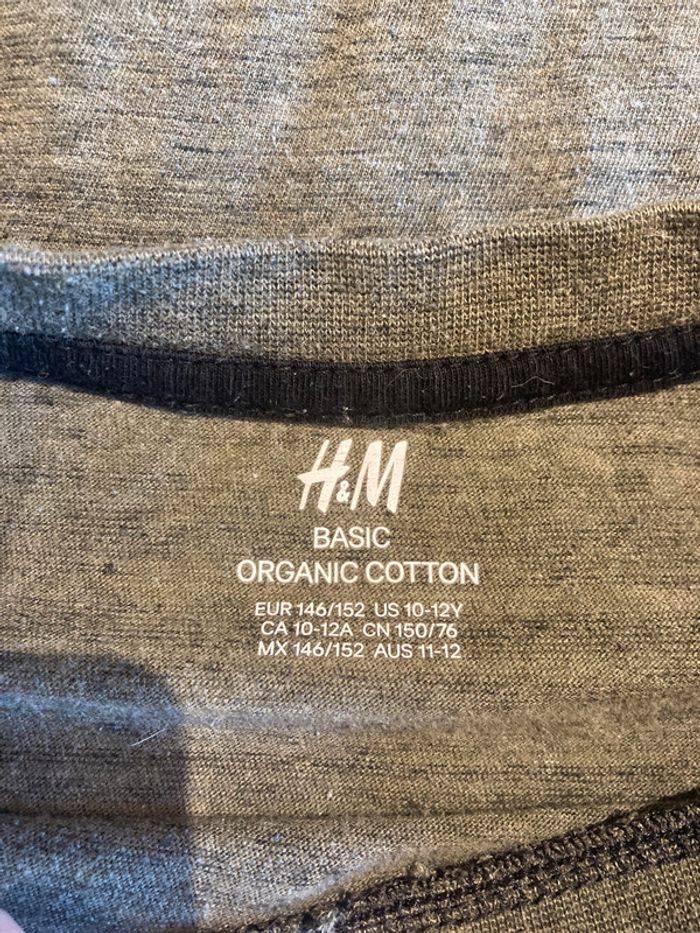 H&M
BASIC
ORGANIC COTTON
EUR 146/152 US 10-12Y
CA 10-12A CN 150/76
MX 146/152 AUS 11-12